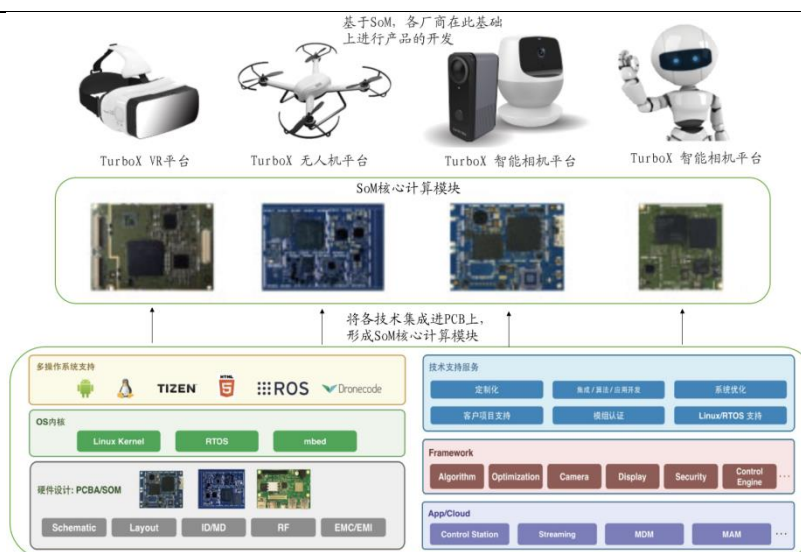 基于SoM,各厂商在此基础
上进行产品的开发
TurboX VR平台
TurboX 无人机平台
TurboX 智能相机平台
TurboX 智能相机平台
SoM核心计算模块
将各技术集成进PCB上,
形成SoM核心计算模块
多操作系统支持
TIZEN
HTML
5
ROS
Dronecode
OS内核
Linux Kernel
RTOS
mbed
硬件设计: PCBA/SOM
Schematic
Layout
ID/MD
RF
EMC/EMI
技术支持服务
定制化
集成/算法/应用开发
系统优化
客户项目支持
模组认证
Linux/RTOS 支持
Framework
Algorithm
Optimization
Camera
Display
Security
Control
Engine
...
App/Cloud
Control Station
Streaming
MDM
MAM
...